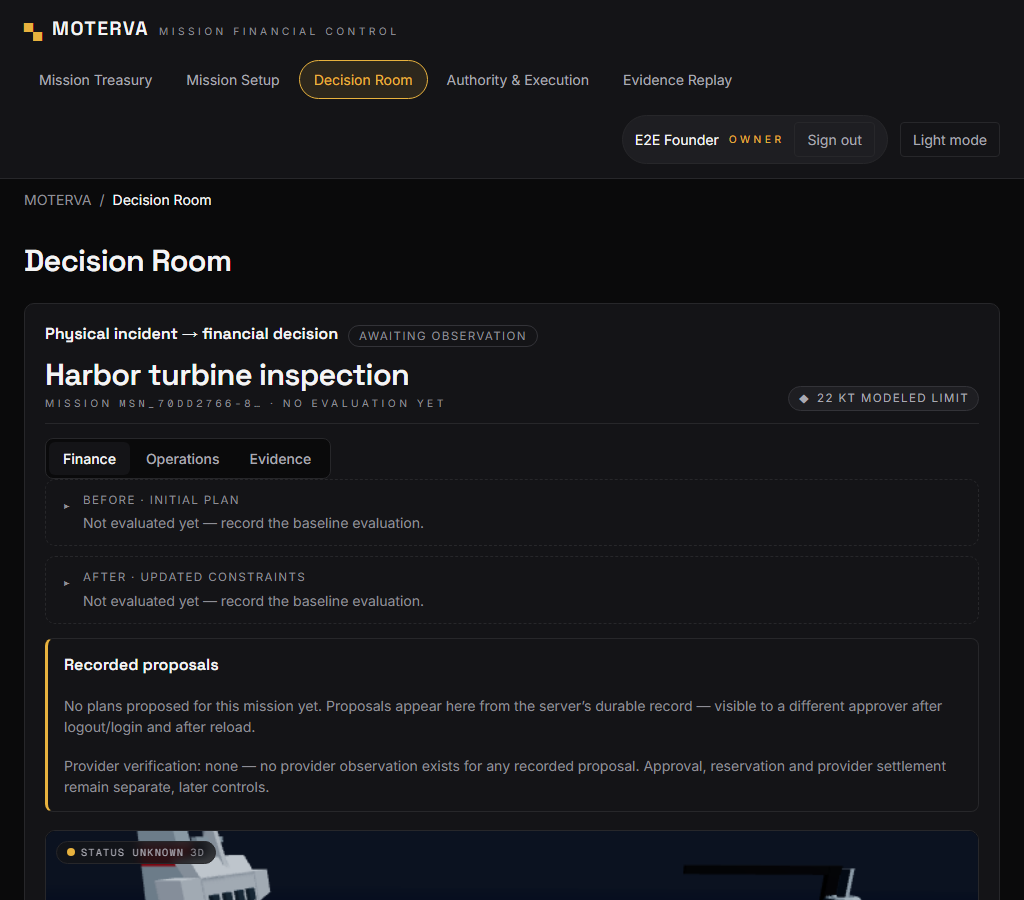 MOTERVA MISSION FINANCIAL CONTROL
Mission Treasury Mission Setup Decision Room Authority & Execution Evidence Replay
E2E Founder OWNER Sign out Light mode
MOTERVA / Decision Room
Decision Room
Physical incident → financial decision AWAITING OBSERVATION
Harbor turbine inspection
MISSION MSN_70DD2766-8… · NO EVALUATION YET
◆ 22 KT MODELED LIMIT
Finance Operations Evidence
▸ BEFORE · INITIAL PLAN
Not evaluated yet — record the baseline evaluation.
▸ AFTER · UPDATED CONSTRAINTS
Not evaluated yet — record the baseline evaluation.
Recorded proposals
No plans proposed for this mission yet. Proposals appear here from the server’s durable record — visible to a different approver after
logout/login and after reload.
Provider verification: none — no provider observation exists for any recorded proposal. Approval, reservation and provider settlement
remain separate, later controls.
STATUS UNKNOWN 3D